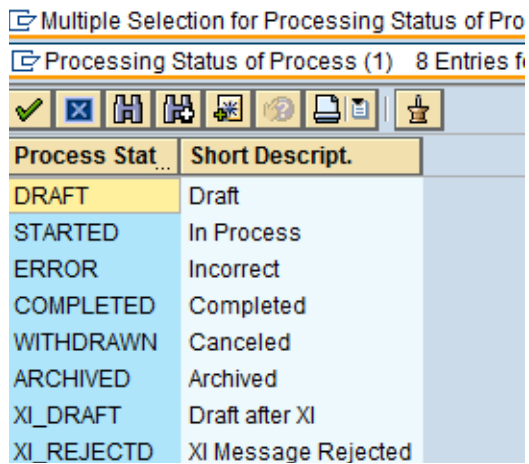 Multiple Selection for Processing Status of Pro
Processing Status of Process (1) 8 Entries f
Process Stat... Short Descript.
DRAFT Draft
STARTED In Process
ERROR Incorrect
COMPLETED Completed
WITHDRAWN Canceled
ARCHIVED Archived
XI_DRAFT Draft after XI
XI_REJECTD XI Message Rejected